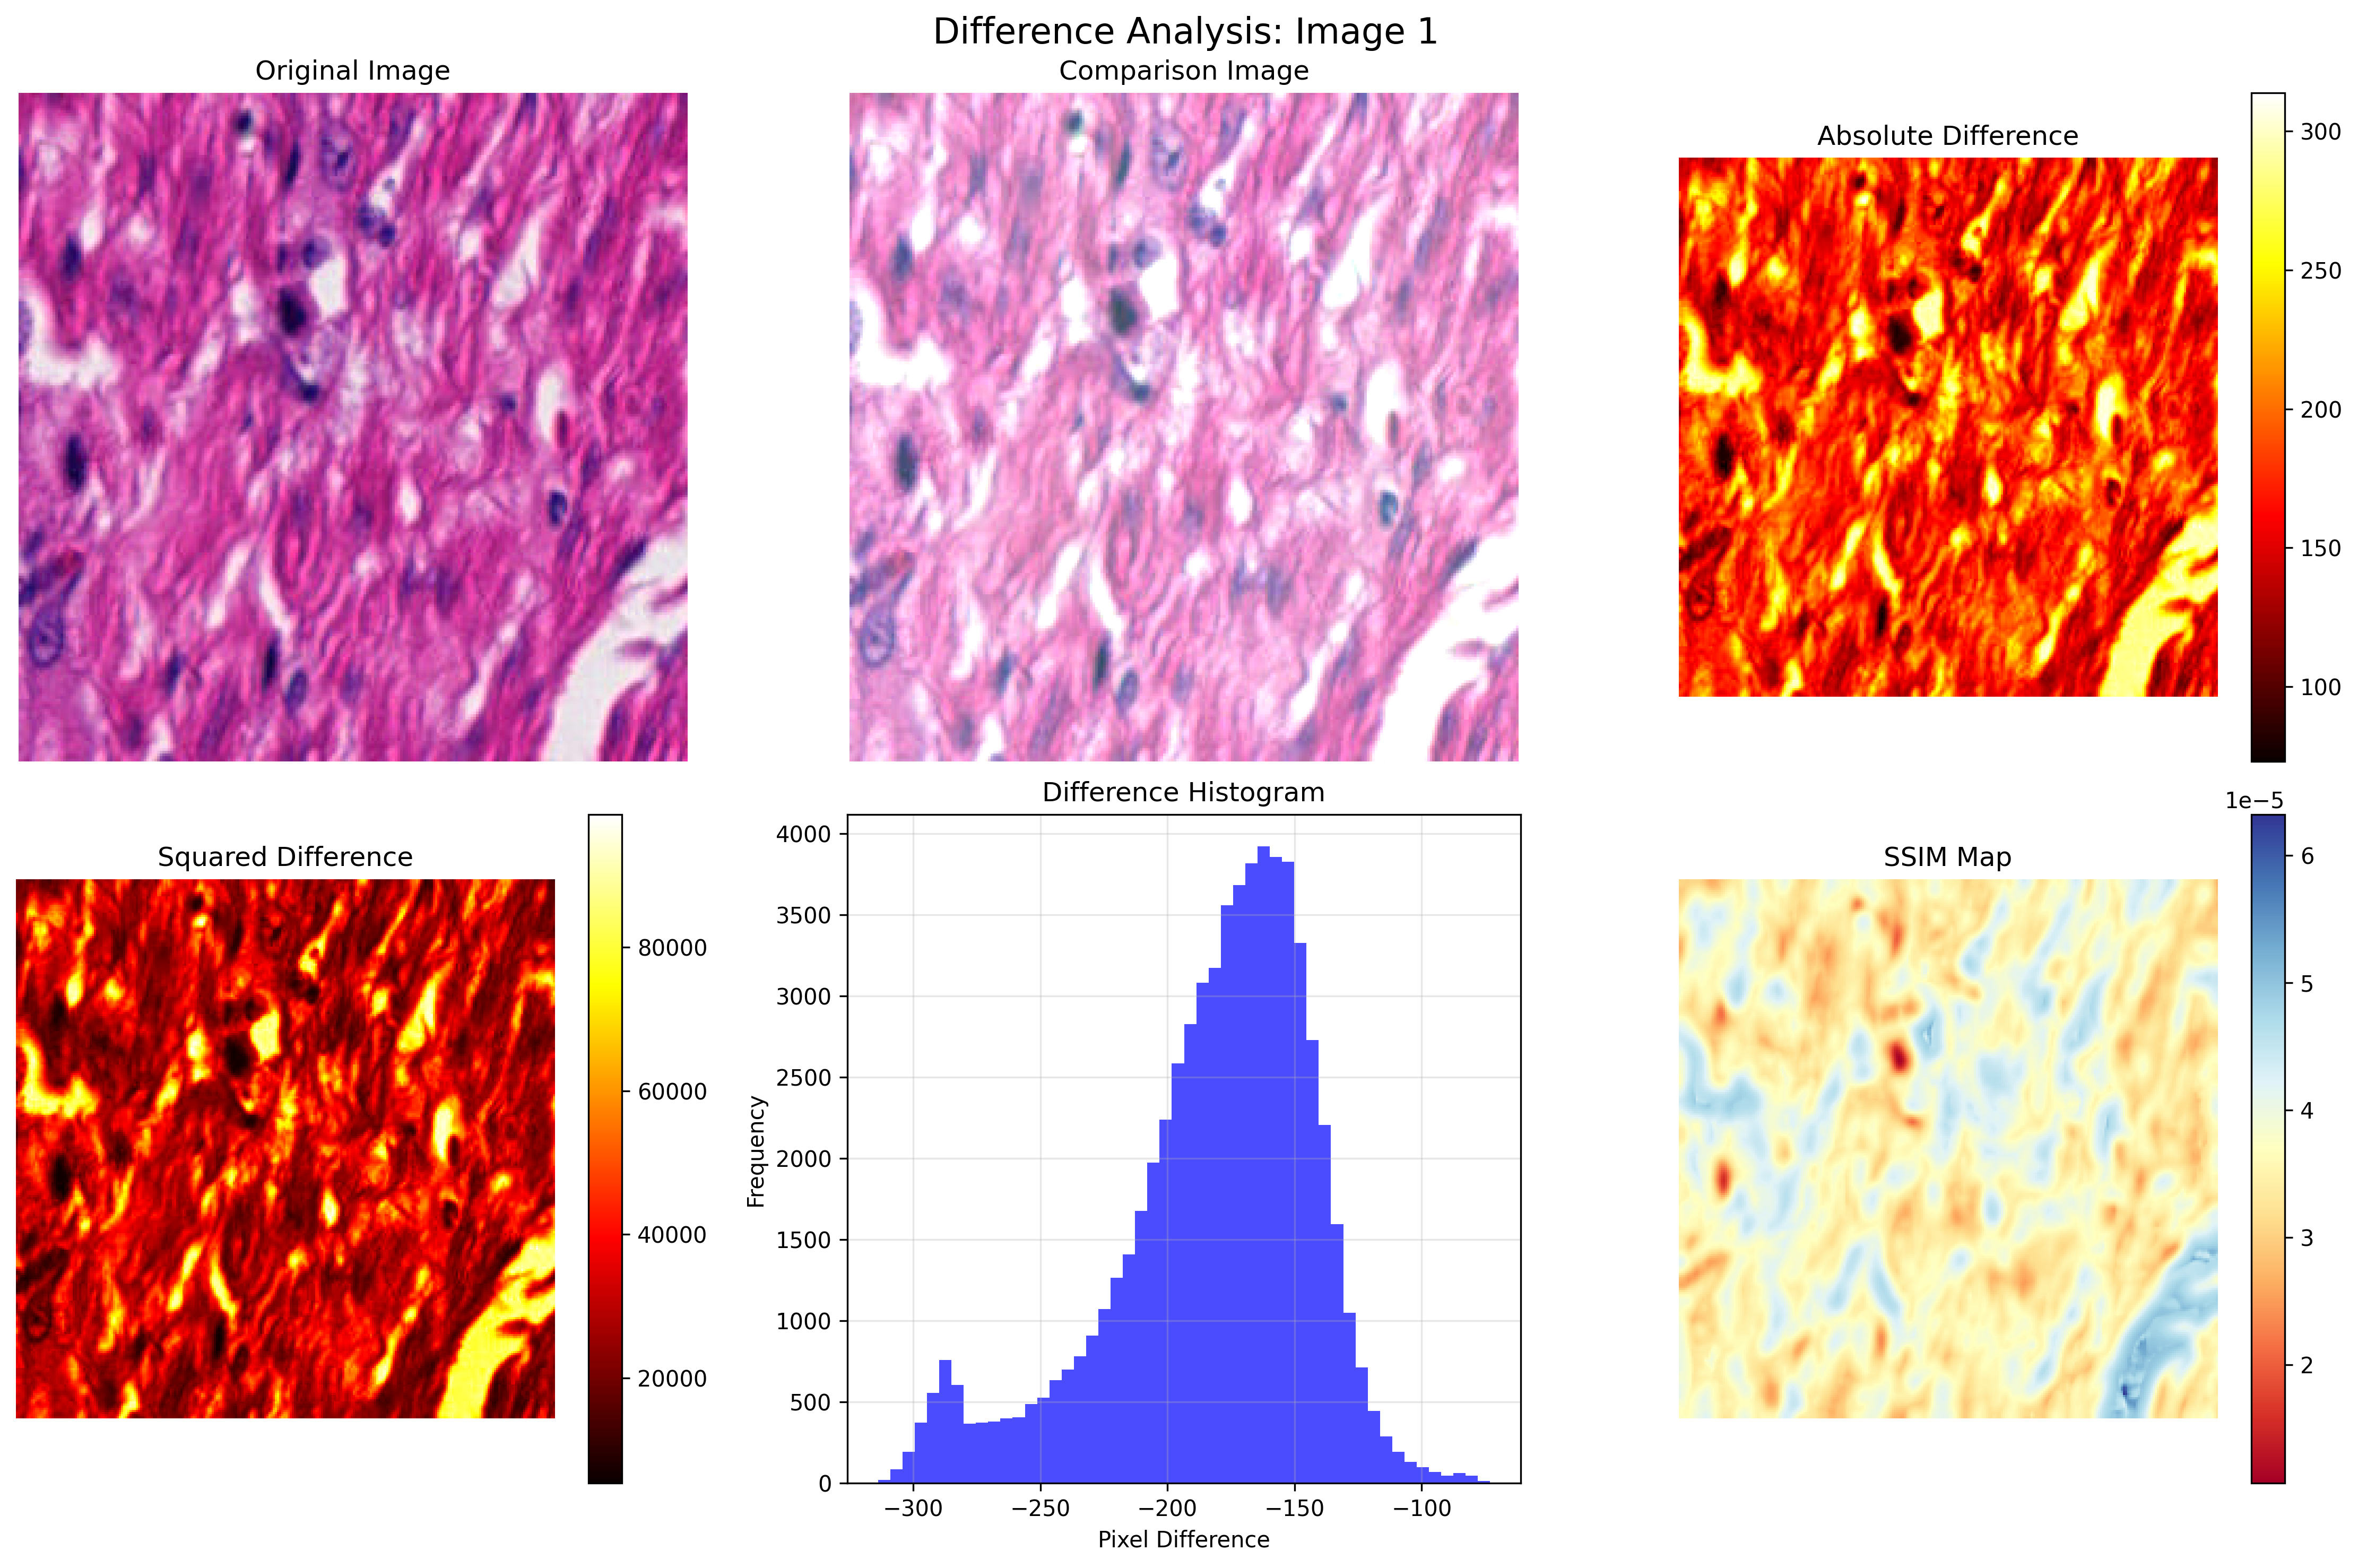 Difference Analysis: Image 1
Original Image
Comparison Image
Absolute Difference
300
250
200
150
100
Squared Difference
80000
60000
40000
20000
Difference Histogram
Frequency
4000
3500
3000
2500
2000
1500
1000
500
0
−300
−250
−200
−150
−100
Pixel Difference
SSIM Map
1e−5
6
5
4
3
2